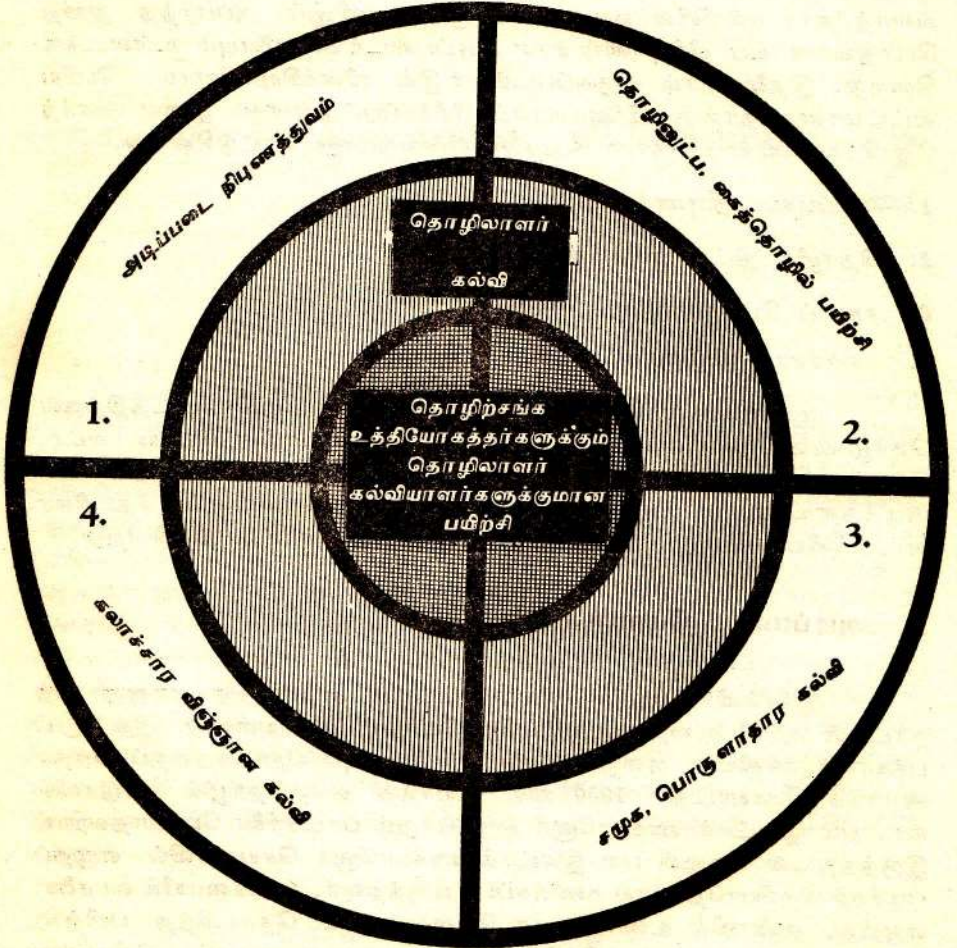 அடிப்படை நிபுணத்துவம்
தொழினுட்ப, கைத்தொழில் பயிற்சி
தொழிலாளர்
கல்வி
1.
2.
தொழிற்சங்க
உத்தியோகத்தர்களுக்கும்
தொழிலாளர்
கல்வியாளர்களுக்குமான
பயிற்சி
4.
3.
கலாச்சார விஞ்ஞான கல்வி
சமூக, பொருளாதார கல்வி